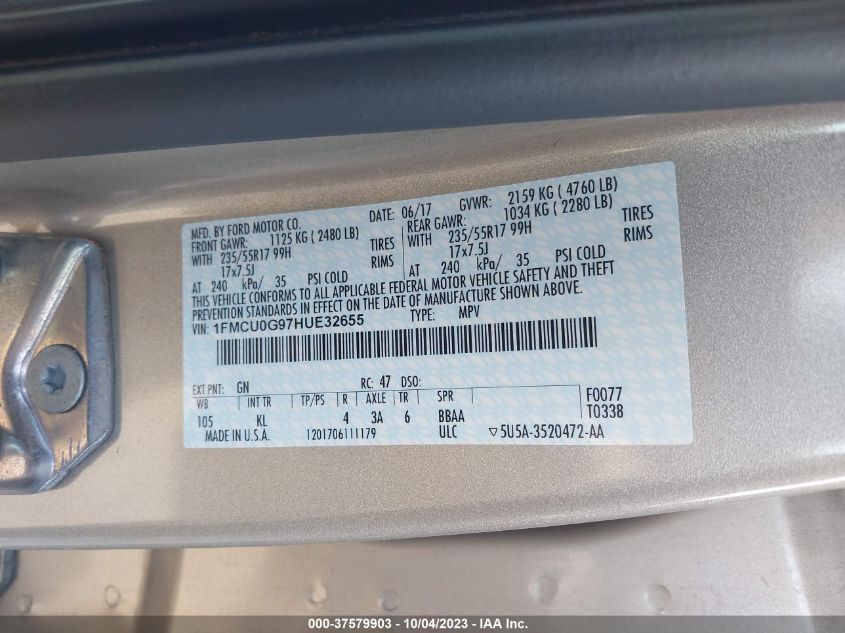 MFD. BY FORD MOTOR CO.
DATE: 06/17 GVWR: 2159 KG ( 4760 LB)
FRONT GAWR: 1125 KG ( 2480 LB)
WITH 235/55R17 99H TIRES
17x7.5J RIMS
AT 240 kPa/ 35 PSI COLD
REAR GAWR: 1034 KG ( 2280 LB)
WITH 235/55R17 99H TIRES
17x7.5J RIMS
AT 240 kPa/ 35 PSI COLD
THIS VEHICLE CONFORMS TO ALL APPLICABLE FEDERAL MOTOR VEHICLE SAFETY AND THEFT
PREVENTION STANDARDS IN EFFECT ON THE DATE OF MANUFACTURE SHOWN ABOVE.
VIN: 1FMCU0G97HUE32655 TYPE: MPV
EXT PNT: GN RC: 47 DSO:
WB INT TR TP/PS R AXLE TR SPR
105 KL 4 3A 6 BBAA
F0077
T0338
MADE IN U.S.A. 1201706111179 ULC ▽5U5A-3520472-AA
000-37579903 - 10/04/2023 - IAA Inc.